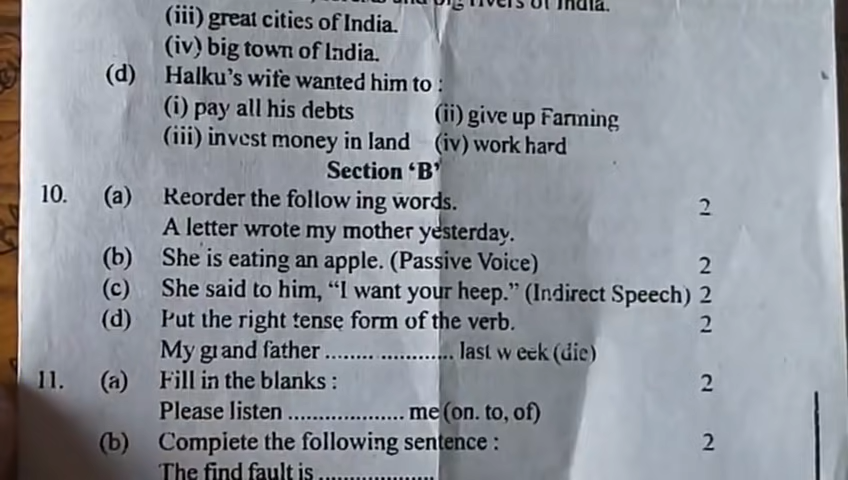 rivers of India.
(iii) great cities of India.
(iv) big town of India.
(d) Halku's wife wanted him to :
(i) pay all his debts (ii) give up Farming
(iii) invest money in land (iv) work hard
Section 'B'
10. (a) Reorder the follow ing words. 2
A letter wrote my mother yesterday.
(b) She is eating an apple. (Passive Voice) 2
(c) She said to him, "I want your heep." (Indirect Speech) 2
(d) Put the right tense form of the verb. 2
My grand father ........ ............. last w eek (die)
11. (a) Fill in the blanks : 2
Please listen .................... me (on. to, of)
(b) Compiete the following sentence : 2
The find fault is ....................